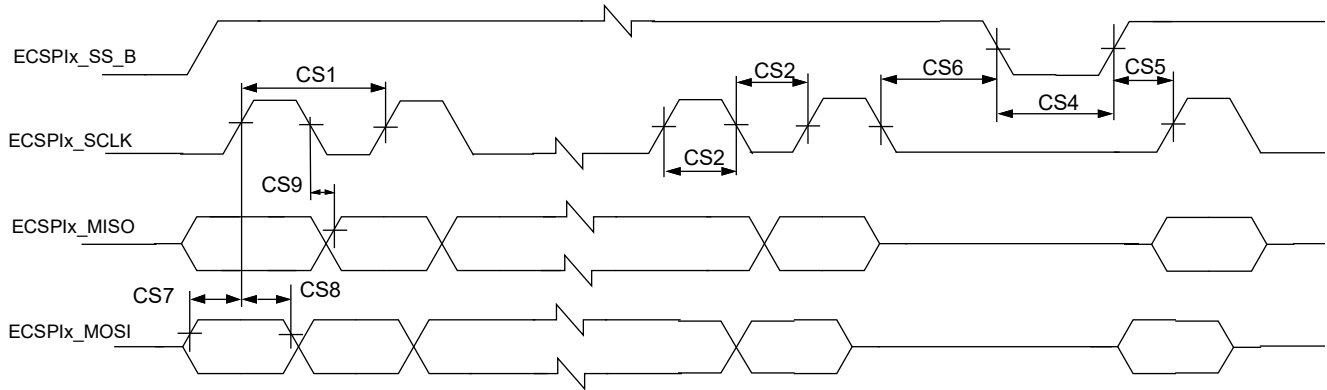 ECSPIx_SS_B
CS1
CS2
CS6
CS5
CS4
ECSPIx_SCLK
CS2
CS9
ECSPIx_MISO
CS7
CS8
ECSPIx_MOSI